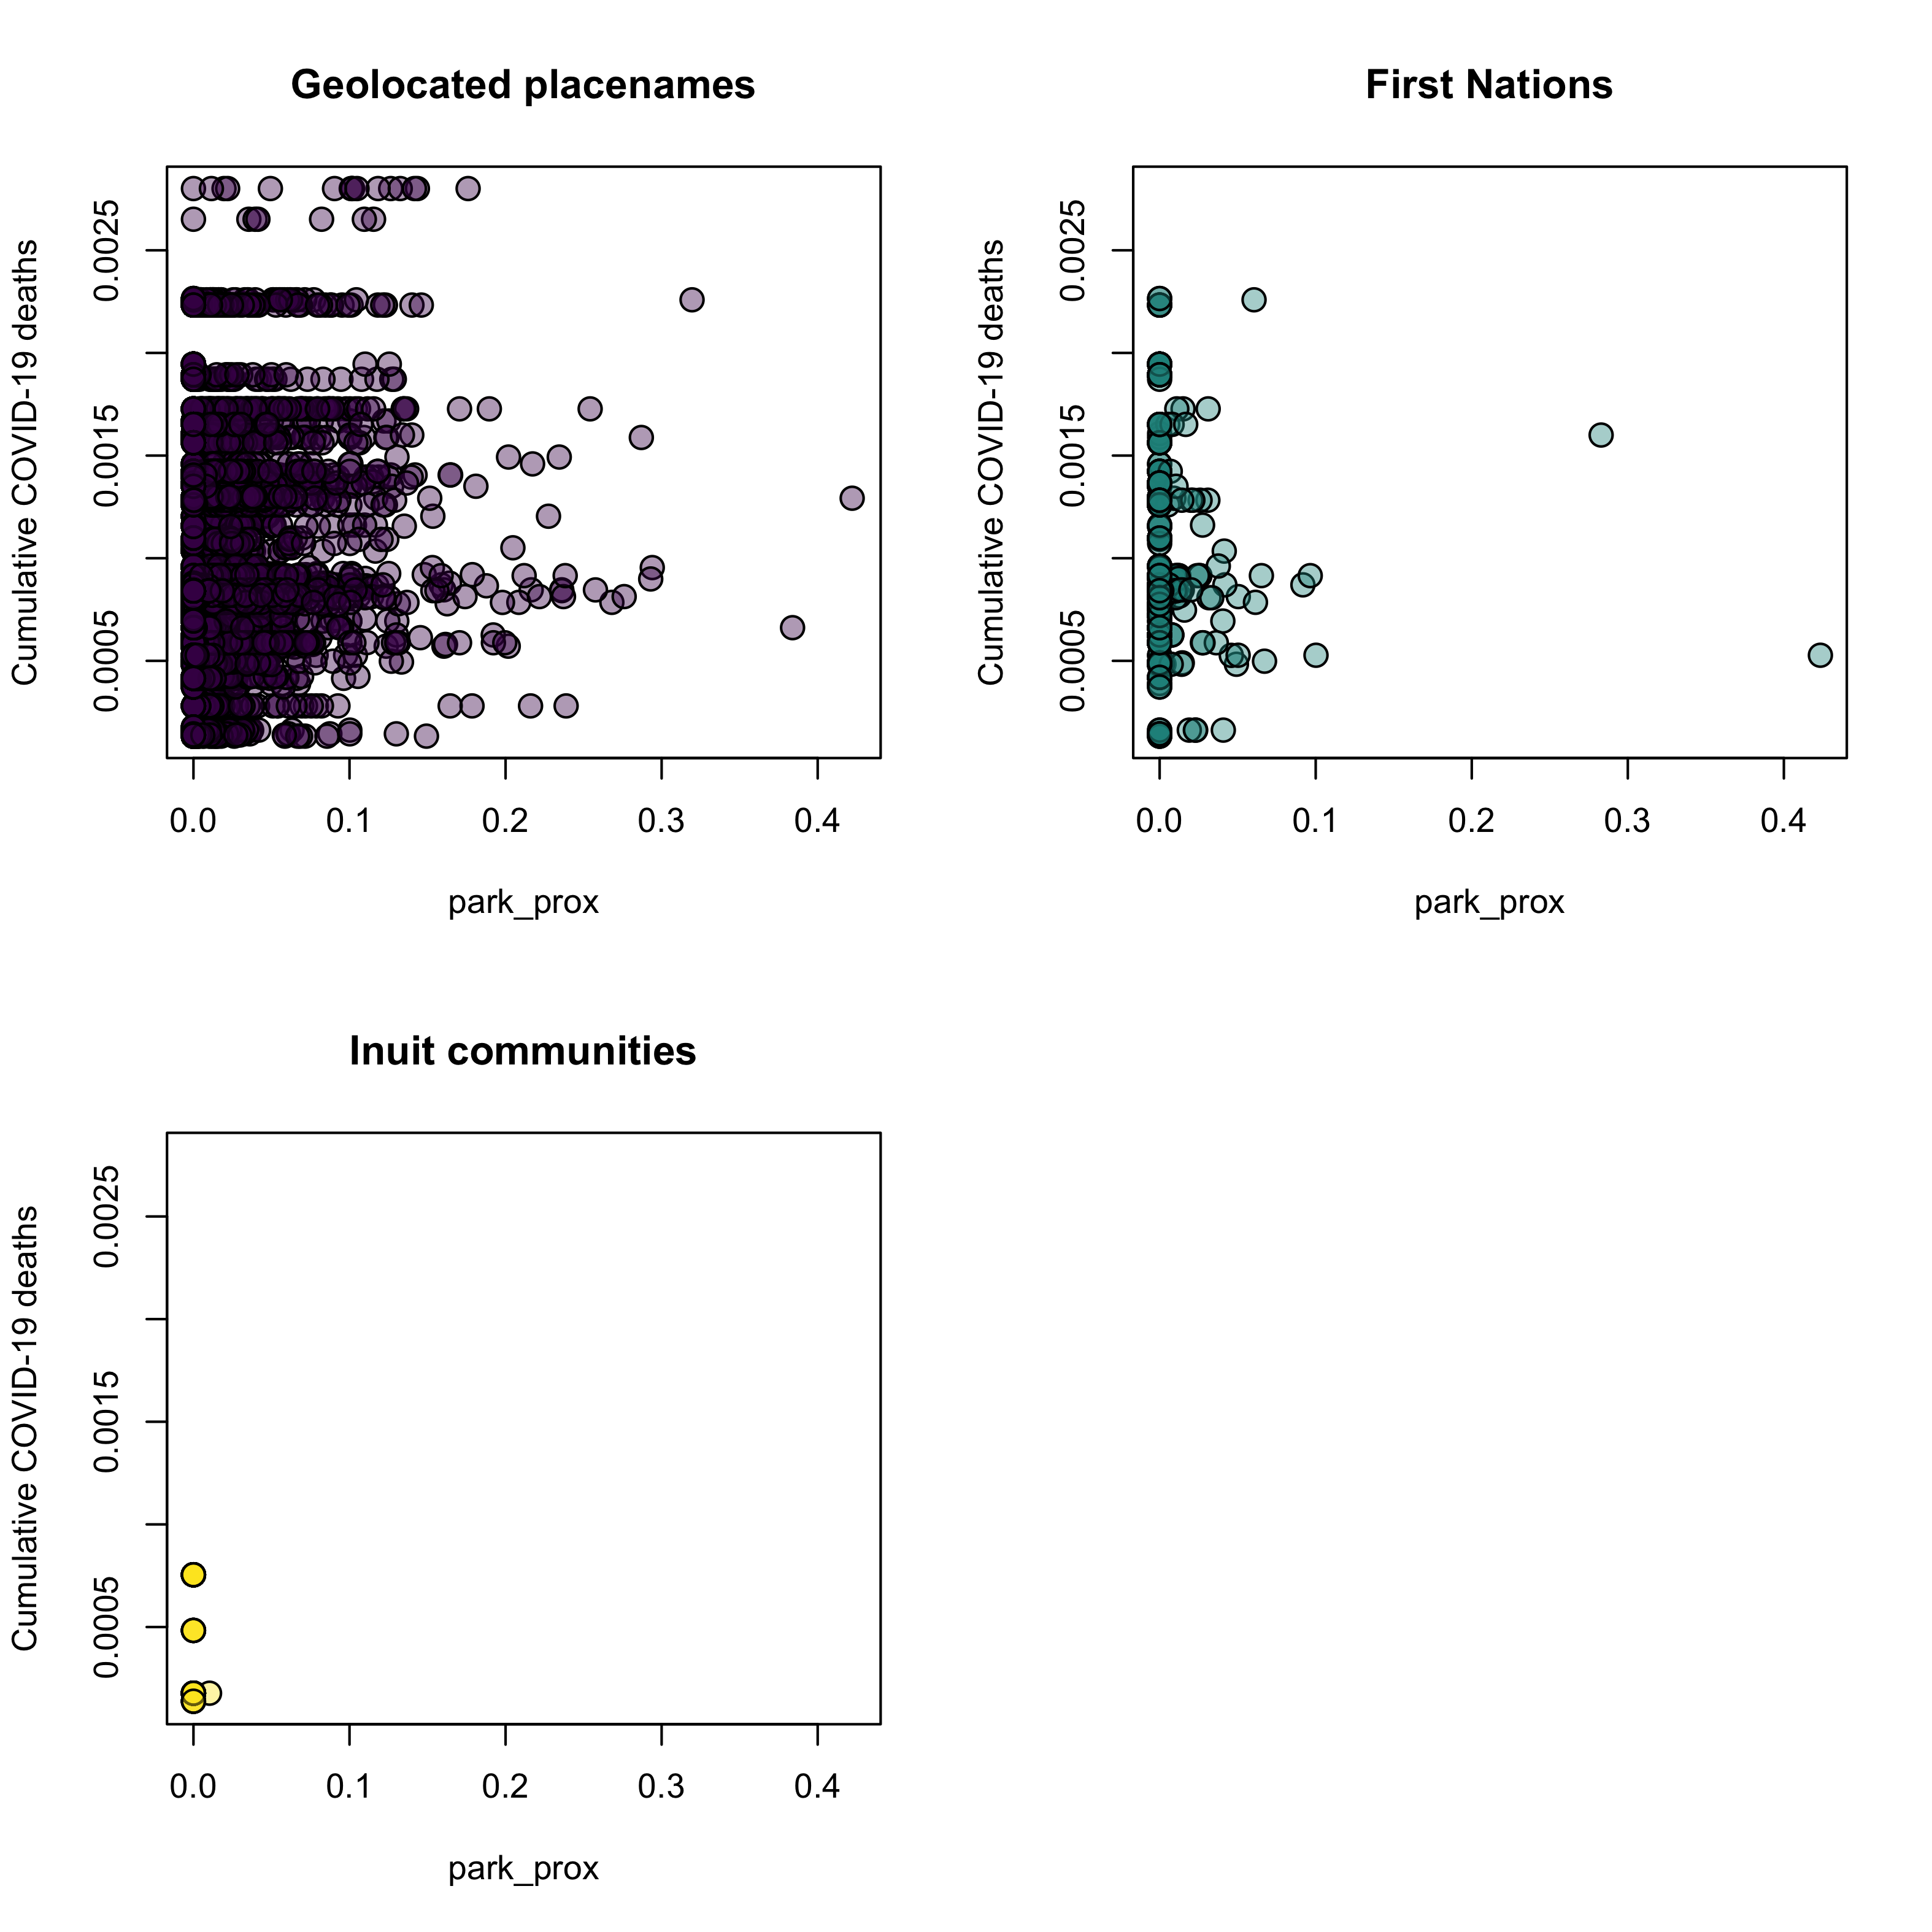 Geolocated placenames
Cumulative COVID-19 deaths
0.0025
0.0015
0.0005
0.0 0.1 0.2 0.3 0.4
park_prox
First Nations
Cumulative COVID-19 deaths
0.0025
0.0015
0.0005
0.0 0.1 0.2 0.3 0.4
park_prox
Inuit communities
Cumulative COVID-19 deaths
0.0025
0.0015
0.0005
0.0 0.1 0.2 0.3 0.4
park_prox